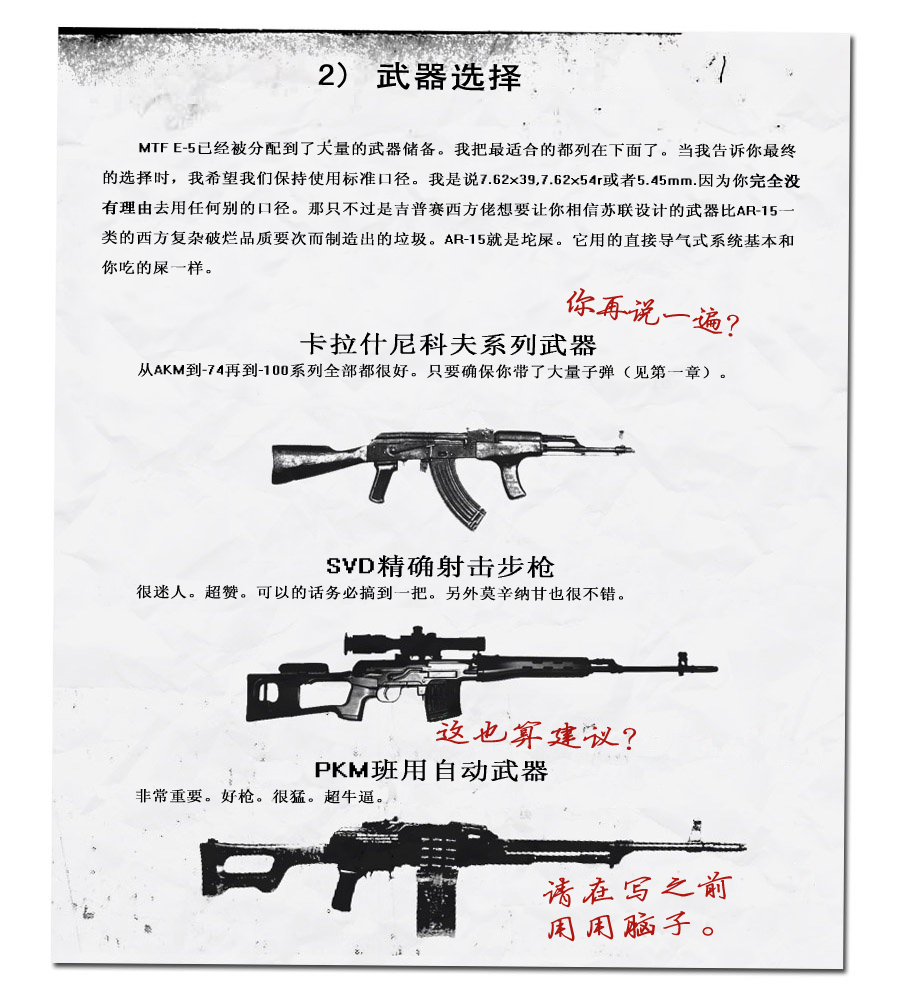 2） 武器选择
MTF E-5已经被分配到了大量的武器储备。我把最适合的都列在下面了。当我告诉你最终
的选择时，我希望我们保持使用标准口径。我是说7.62×39,7.62×54r或者5.45mm.因为你完全没
有理由去用任何别的口径。那只不过是吉普赛西方佬想要让你相信苏联设计的武器比AR-15一
类的西方复杂破烂品质要次而制造出的垃圾。AR-15就是坨屎。它用的直接导气式系统基本和
你吃的屎一样。
你再说一遍？
卡拉什尼科夫系列武器
从AKM到-74再到-100系列全部都很好。只要确保你带了大量子弹（见第一章）。
SVD精确射击步枪
很迷人。超赞。可以的话务必搞到一把。另外莫辛纳甘也很不错。
这也算建议？
PKM班用自动武器
非常重要。好枪。很猛。超牛逼。
请在写之前
用用脑子。